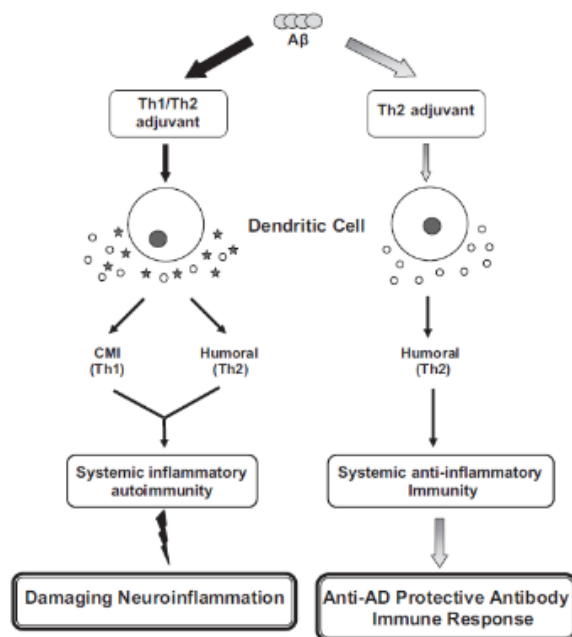 Aβ
Th1/Th2
adjuvant
Th2 adjuvant
Dendritic Cell
CMI
(Th1)
Humoral
(Th2)
Humoral
(Th2)
Systemic inflammatory
autoimmunity
Systemic anti-inflammatory
Immunity
Damaging Neuroinflammation
Anti-AD Protective Antibody
Immune Response